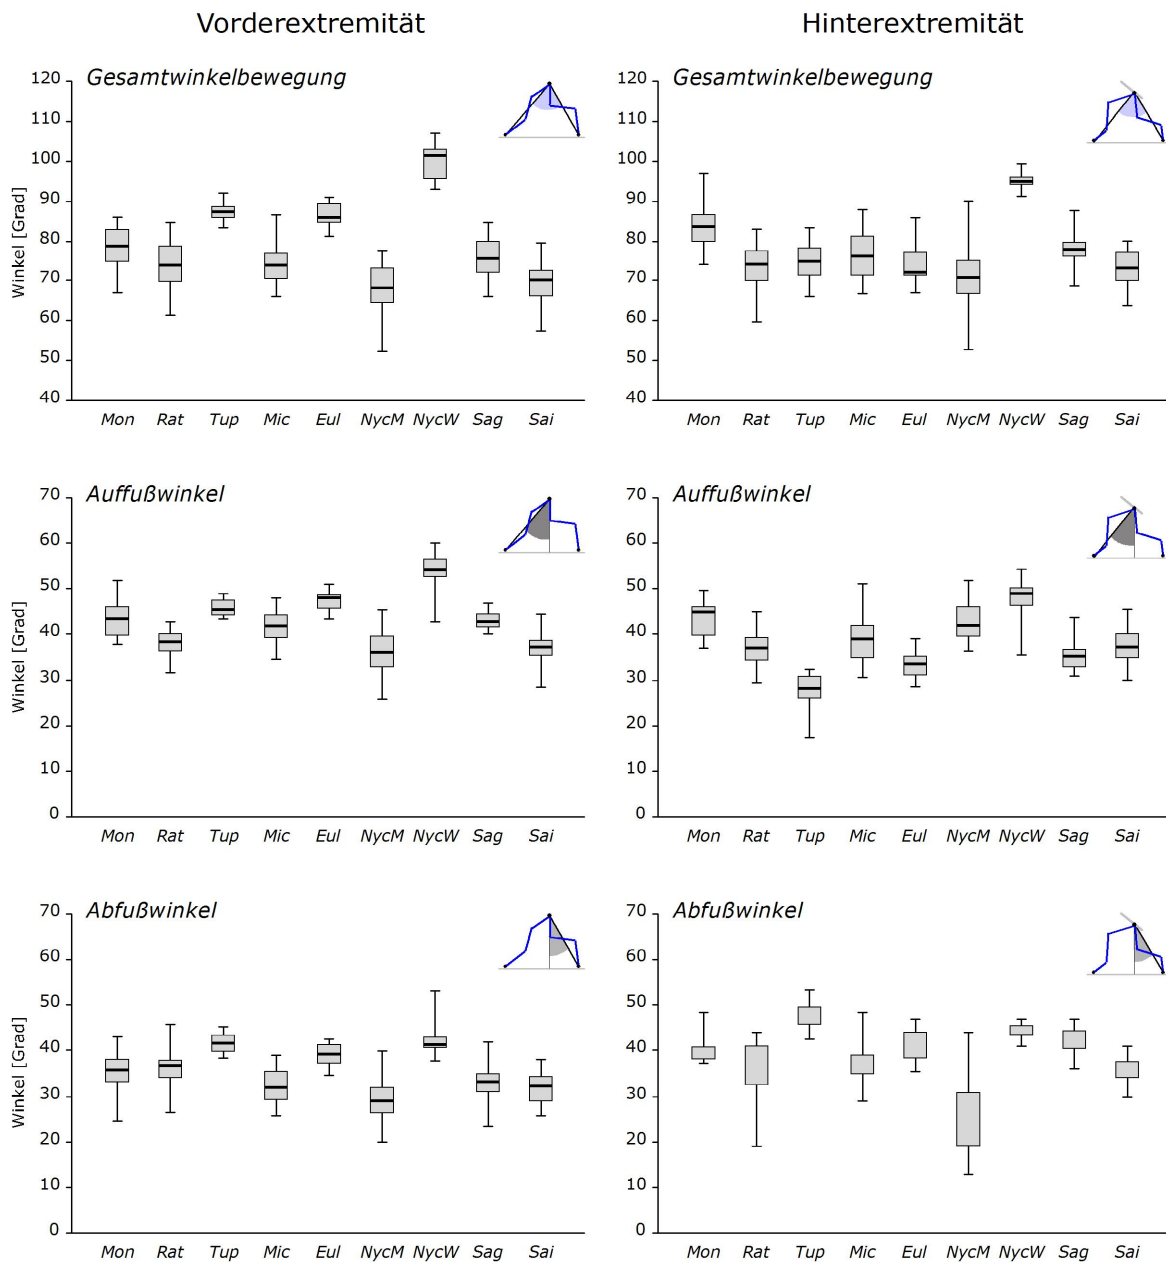 Vorderextremität
Hinterextremität
Gesamtwinkelbewegung
Winkel [Grad]
120
110
100
90
80
70
60
50
40
Mon Rat Tup Mic Eul NycM NycW Sag Sai
Gesamtwinkelbewegung
120
110
100
90
80
70
60
50
40
Mon Rat Tup Mic Eul NycM NycW Sag Sai
Auffußwinkel
Winkel [Grad]
70
60
50
40
30
20
10
0
Mon Rat Tup Mic Eul NycM NycW Sag Sai
Auffußwinkel
70
60
50
40
30
20
10
0
Mon Rat Tup Mic Eul NycM NycW Sag Sai
Abfußwinkel
Winkel [Grad]
70
60
50
40
30
20
10
0
Mon Rat Tup Mic Eul NycM NycW Sag Sai
Abfußwinkel
70
60
50
40
30
20
10
0
Mon Rat Tup Mic Eul NycM NycW Sag Sai